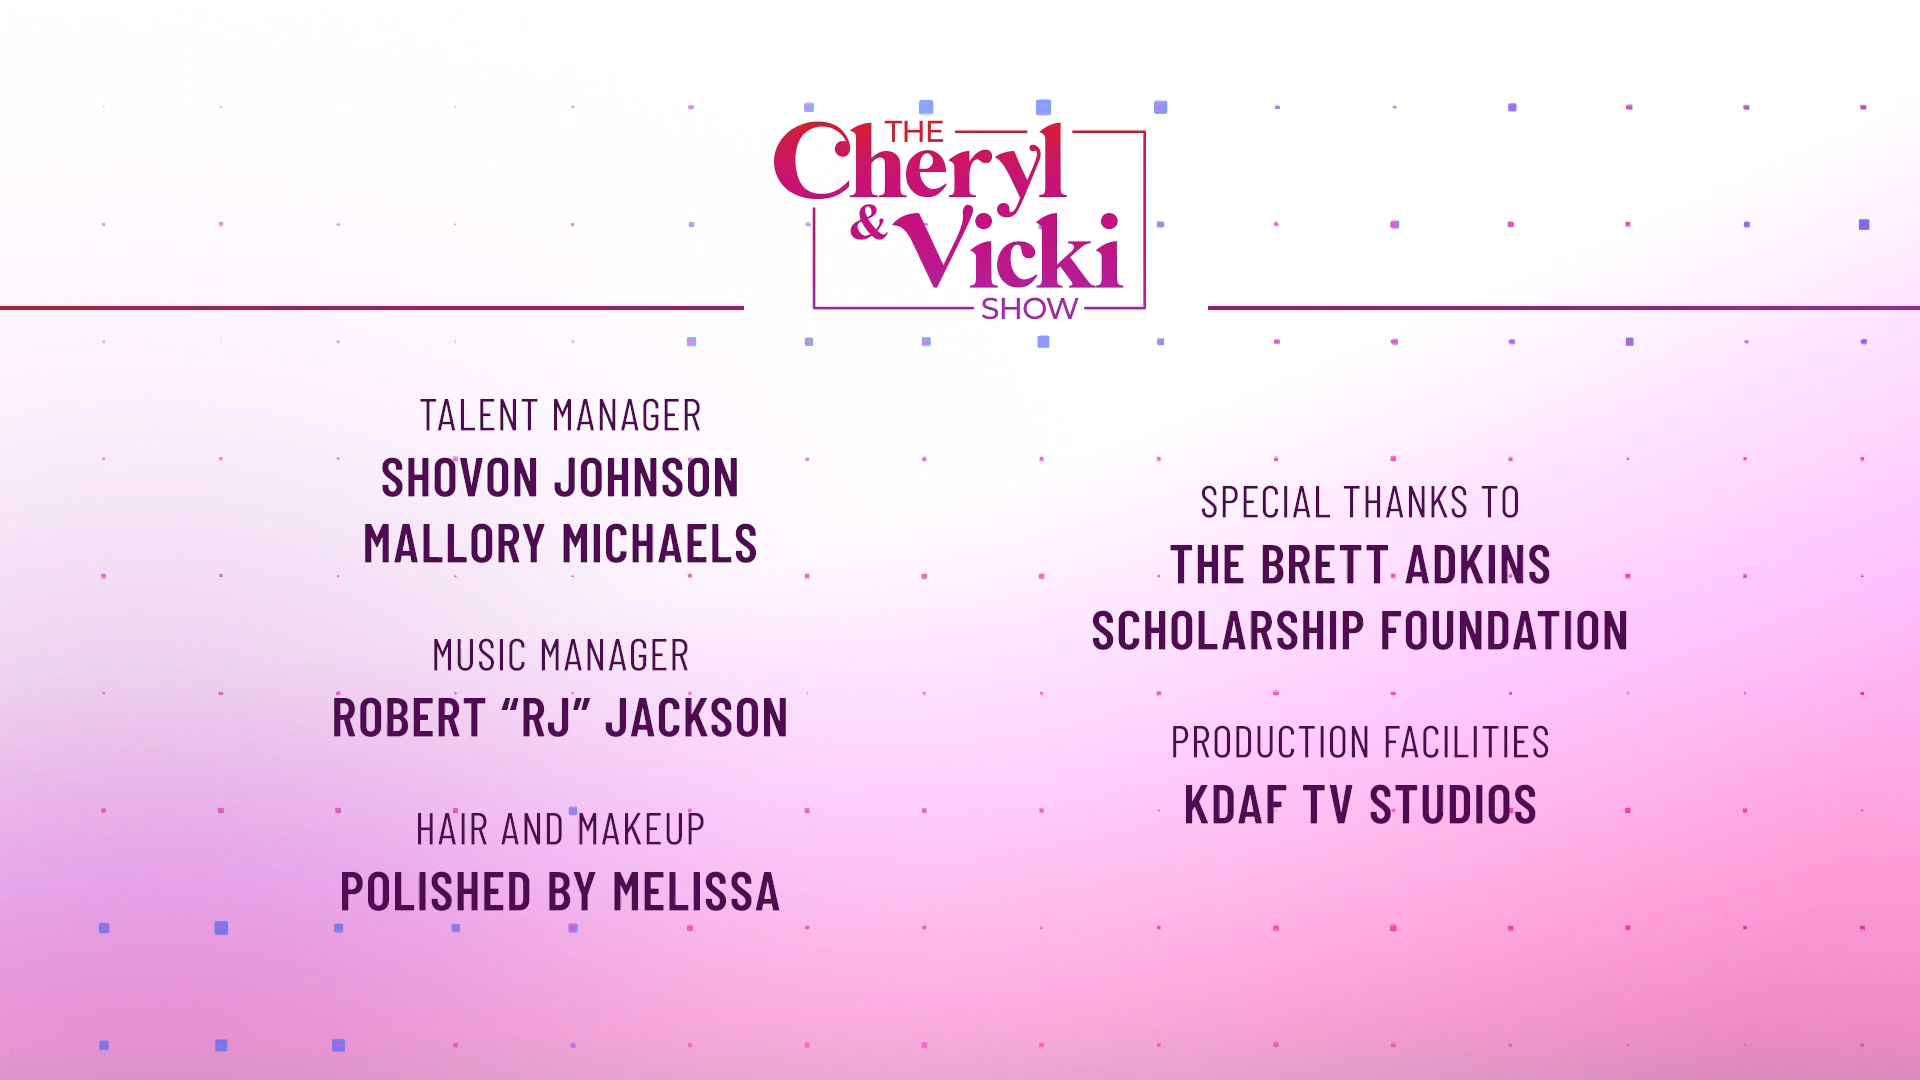 THE
Cheryl
& Vicki
SHOW
TALENT MANAGER
SHOVON JOHNSON
MALLORY MICHAELS
MUSIC MANAGER
ROBERT “RJ” JACKSON
HAIR AND MAKEUP
POLISHED BY MELISSA
SPECIAL THANKS TO
THE BRETT ADKINS
SCHOLARSHIP FOUNDATION
PRODUCTION FACILITIES
KDAF TV STUDIOS